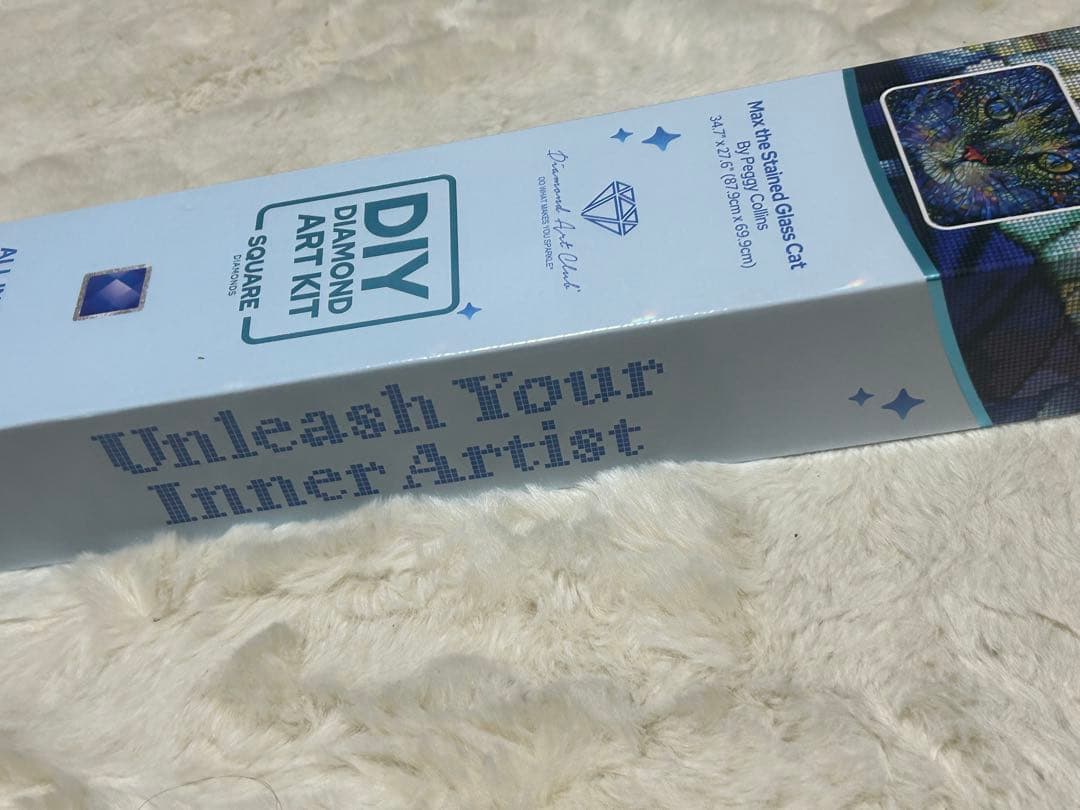 Max the Stained Glass Cat
By Peggy Collins
34.7" x 27.6" (87.9cm x 69.9cm)
Diamond Art Club
DO WHAT MAKES YOU SPARKLE
DIY
DIAMOND
ART KIT
SQUARE
DIAMONDS
Unleash Your
Inner Artist